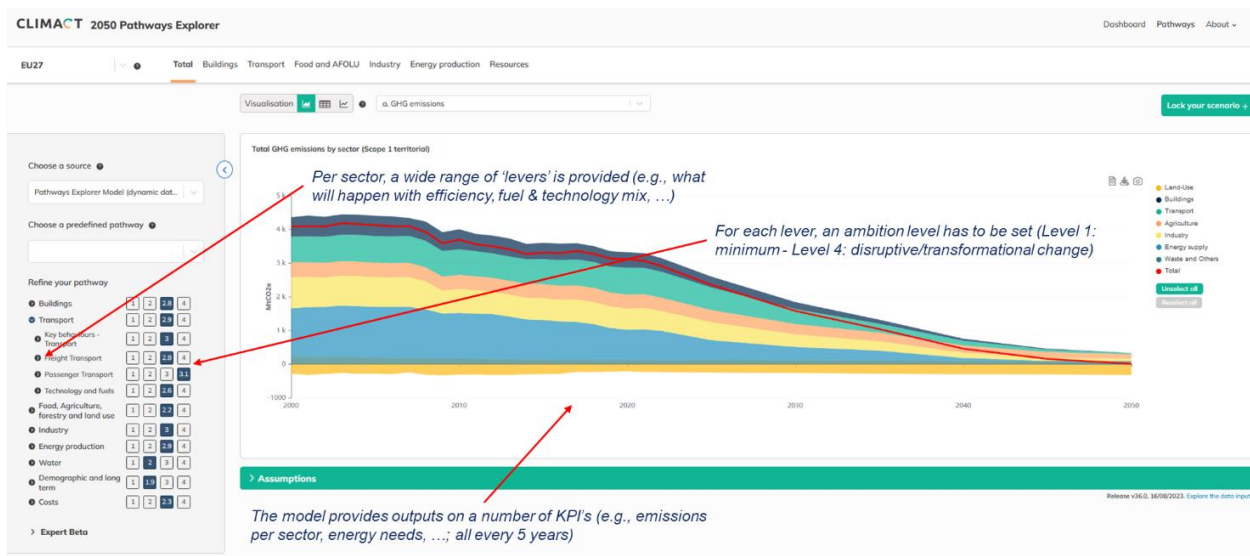 CLIMACT 2050 Pathways Explorer
Dashboard Pathways About
EU27
Total Buildings Transport Food and AFOLU Industry Energy production Resources
Visualisation
a. GHG emissions
Lock your scenario +
Choose a source
Pathways Explorer Model (dynamic dat...
Choose a predefined pathway
Refine your pathway
Buildings 1 2 2.8 4
Transport 1 2 2.9 4
Key behaviours -
Transport 1 2 3 4
Freight Transport 1 2 2.8 4
Passenger Transport 1 2 3 3.1
Technology and fuels 1 2 2.6 4
Food, Agriculture,
forestry and land use 1 2 2.2 4
Industry 1 2 3 4
Energy production 1 2 2.9 4
Water 1 2 3 4
Demographic and long
term 1 1.9 3 4
Costs 1 2 2.3 4
Expert Beta
Total GHG emissions by sector (Scope 1 territorial)
Per sector, a wide range of ‘levers’ is provided (e.g., what
will happen with efficiency, fuel & technology mix, …)
For each lever, an ambition level has to be set (Level 1:
minimum - Level 4: disruptive/transformational change)
MtCO2e
5 k
4 k
3 k
2 k
1 k
0
-1000
2000 2010 2020 2030 2040 2050
Land-Use
Buildings
Transport
Agriculture
Industry
Energy supply
Waste and Others
Total
Unselect all
Reselect all
> Assumptions
Release v36.0, 16/08/2023. Explore the data input
The model provides outputs on a number of KPI’s (e.g., emissions
per sector, energy needs, …; all every 5 years)